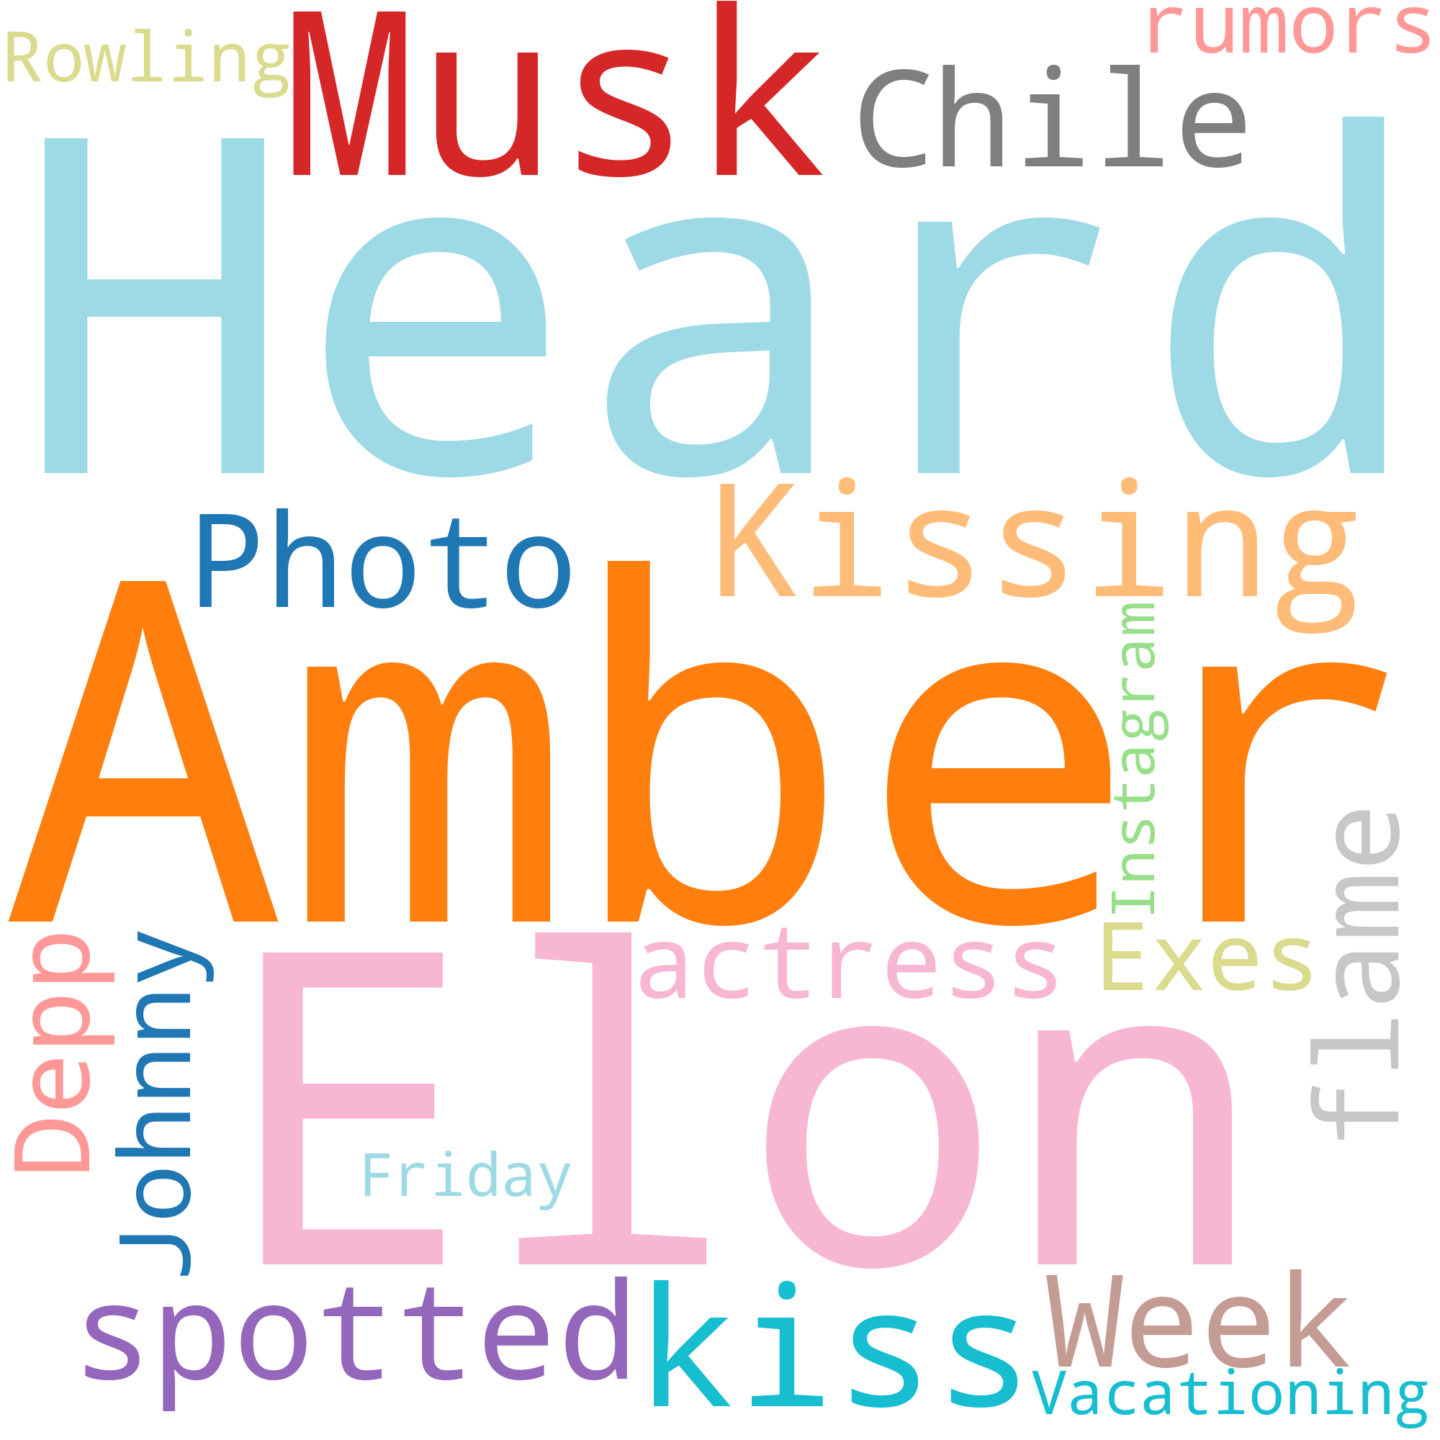 Rowling
Musk
rumors
Chile
Heard
Photo
Kissing
Amber
Instagram
flame
Depp
Johnny
Elon
actress
Exes
Friday
spotted
kiss
Week
Vacationing